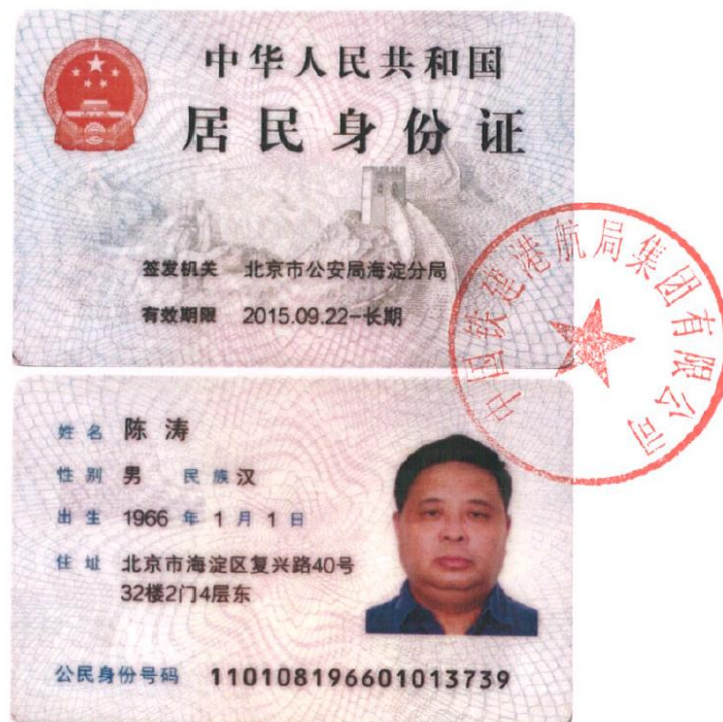 中华人民共和国
居民身份证
签发机关 北京市公安局海淀分局
有效期限 2015.09.22-长期
中国铁建港航局集团有限公司
姓名 陈涛
性别 男 民族 汉
出生 1966 年 1 月 1 日
住址 北京市海淀区复兴路40号
32楼2门4层东
公民身份号码 110108196601013739